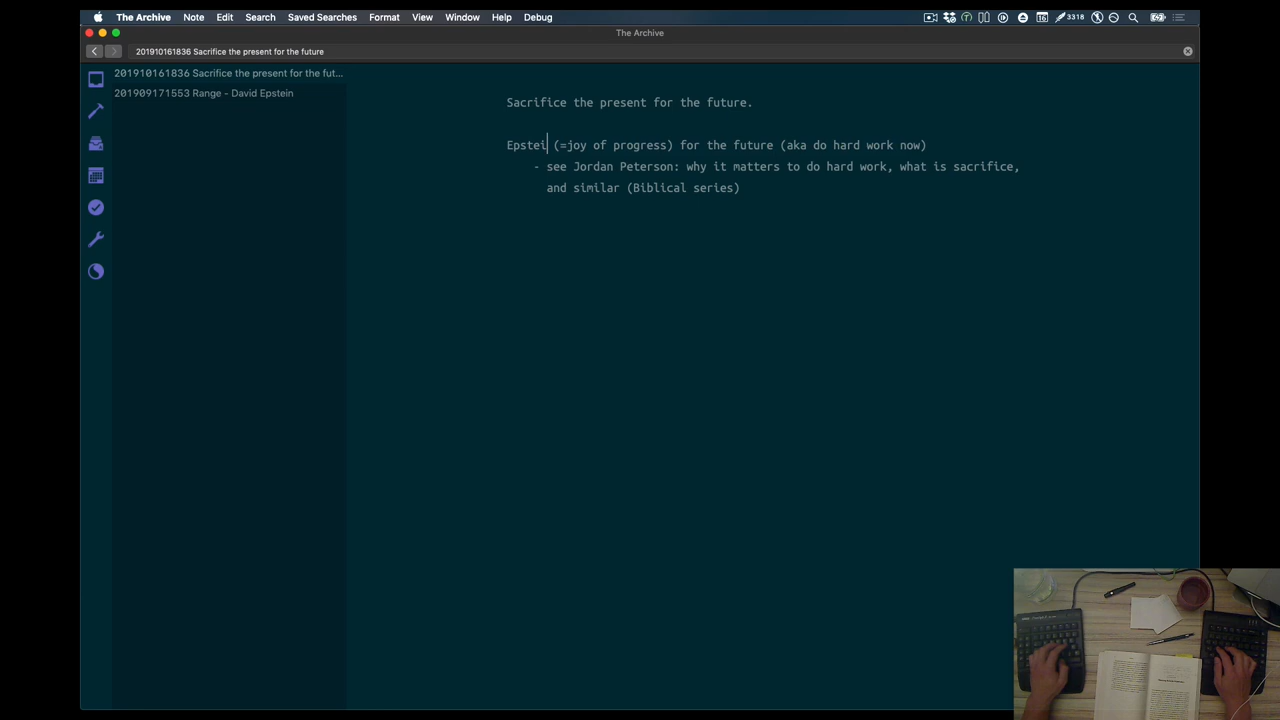 The Archive Note Edit Search Saved Searches Format View Window Help Debug 16 3318
The Archive
201910161836 Sacrifice the present for the future
201910161836 Sacrifice the present for the fut...
201909171553 Range - David Epstein
Sacrifice the present for the future.
Epstei (=joy of progress) for the future (aka do hard work now)
- see Jordan Peterson: why it matters to do hard work, what is sacrifice,
and similar (Biblical series)